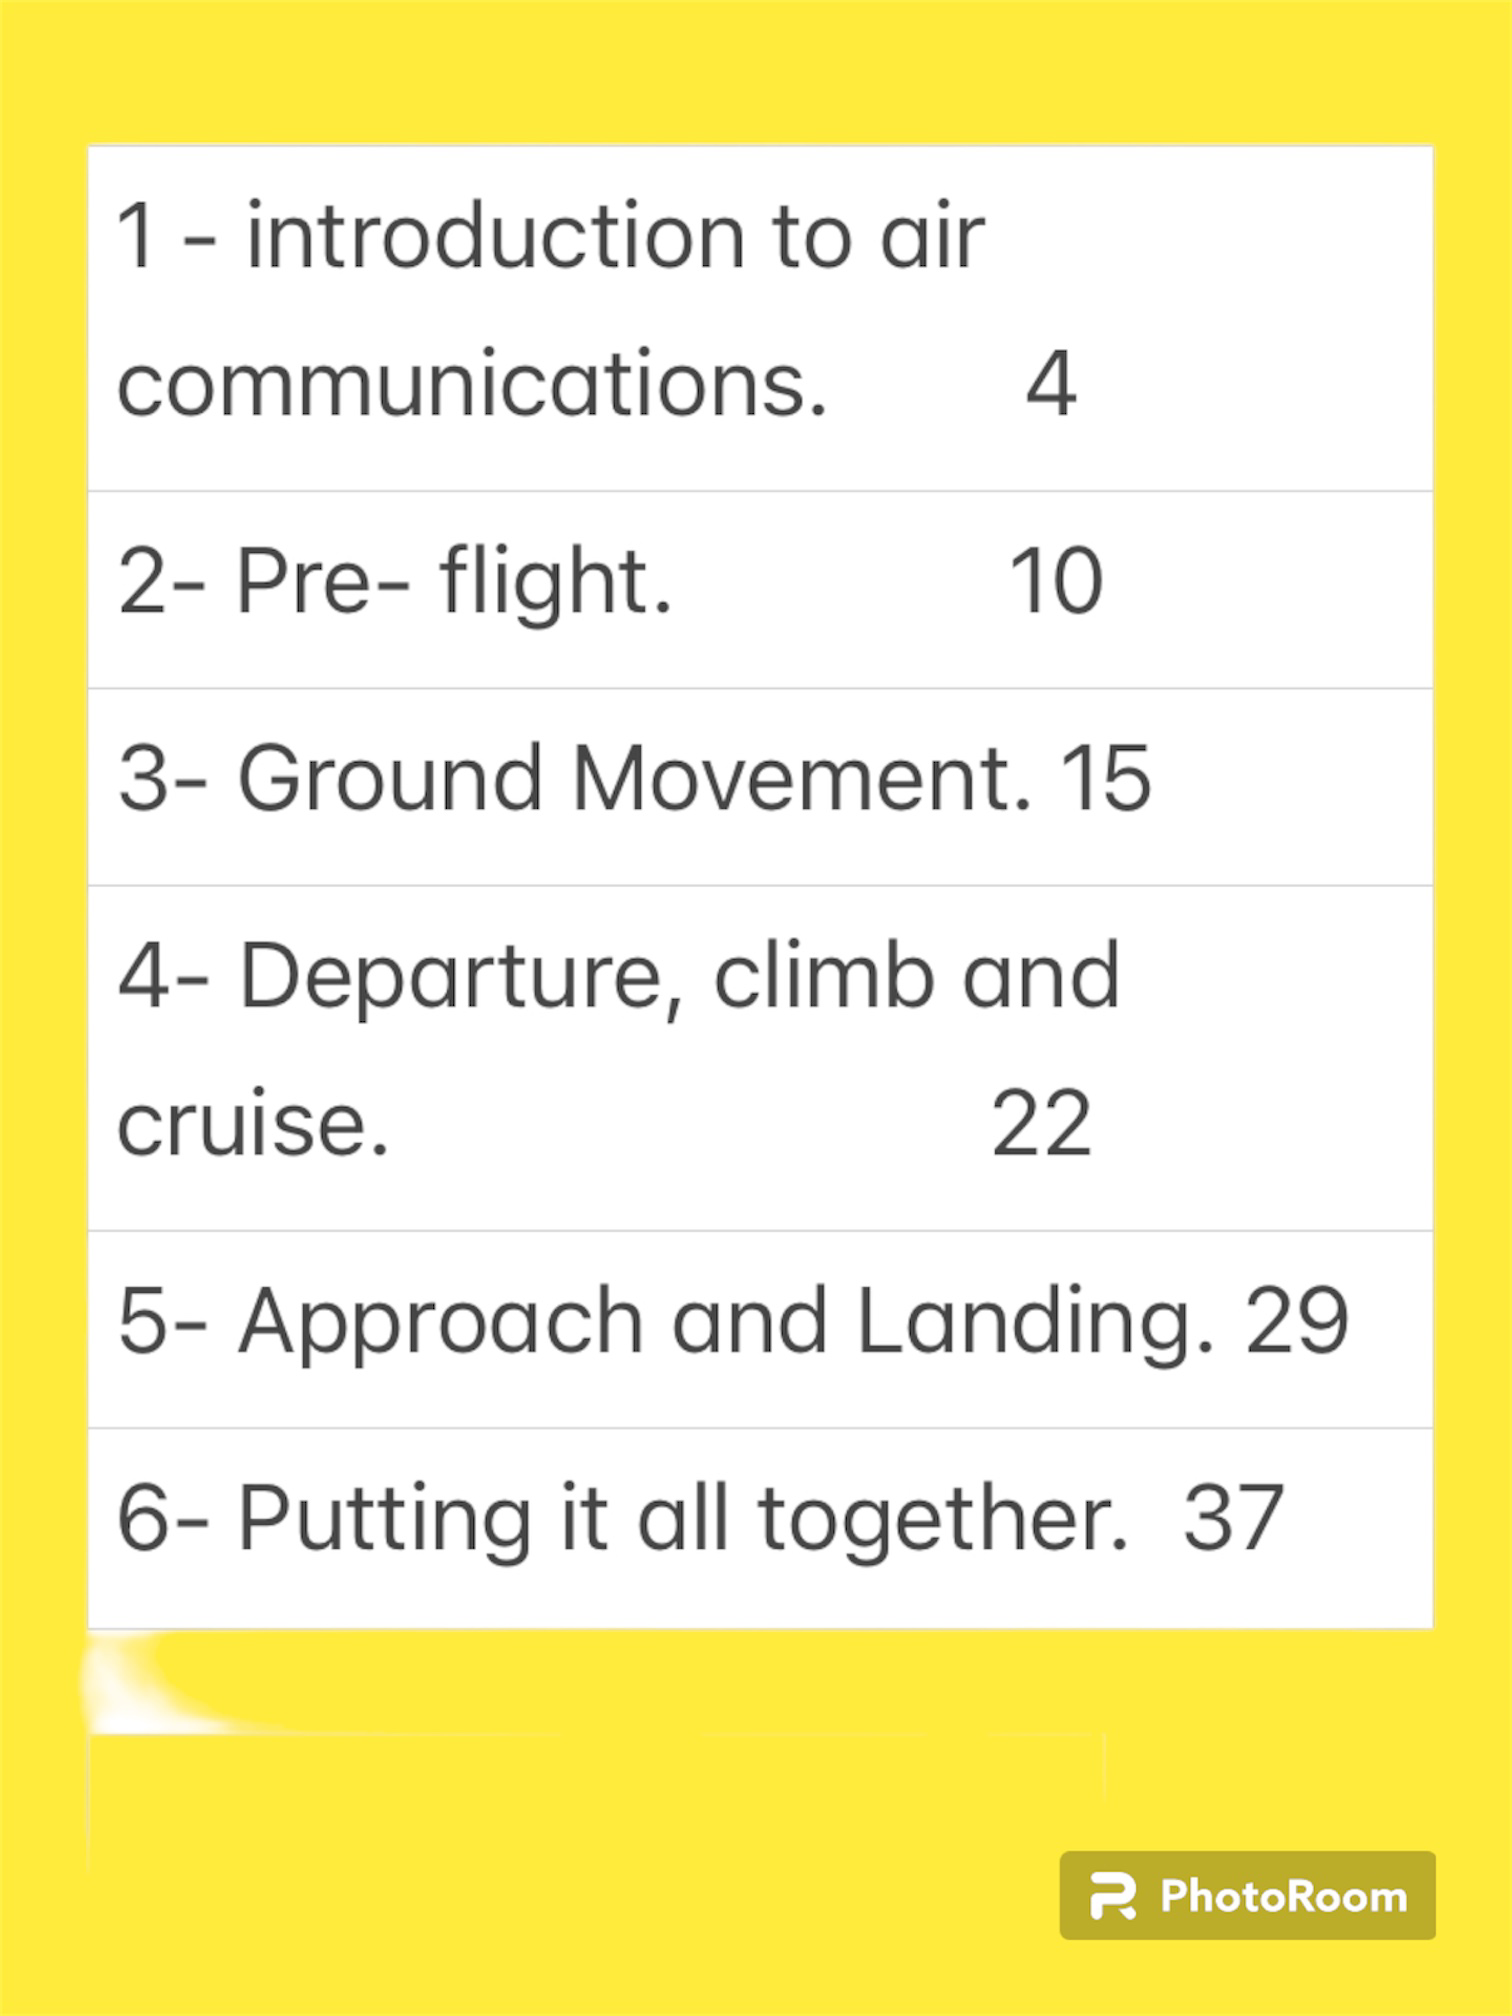 1 - introduction to air
communications. 4
2- Pre- flight. 10
3- Ground Movement. 15
4- Departure, climb and
cruise. 22
5- Approach and Landing. 29
6- Putting it all together. 37
PhotoRoom